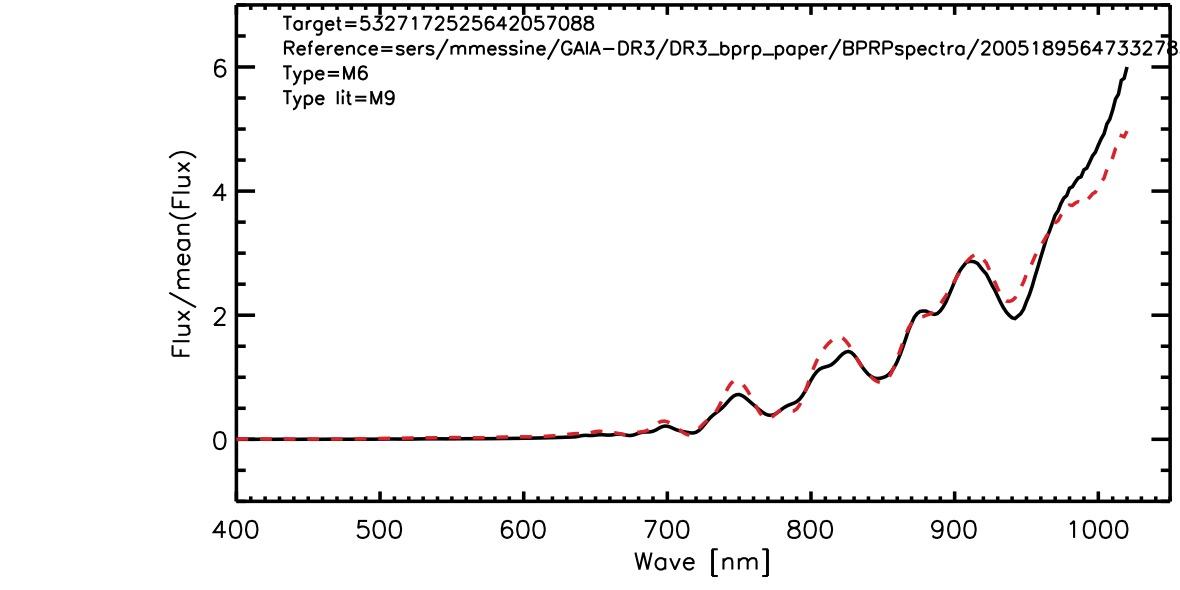 Target=5327172525642057088
Reference=sers/mmessine/GAIA-DR3/DR3_bprp_paper/BPRPspectra/2005189564733278
Type=M6
Type lit=M9
6
4
2
0
Flux/mean(Flux)
400 500 600 700 800 900 1000
Wave [nm]